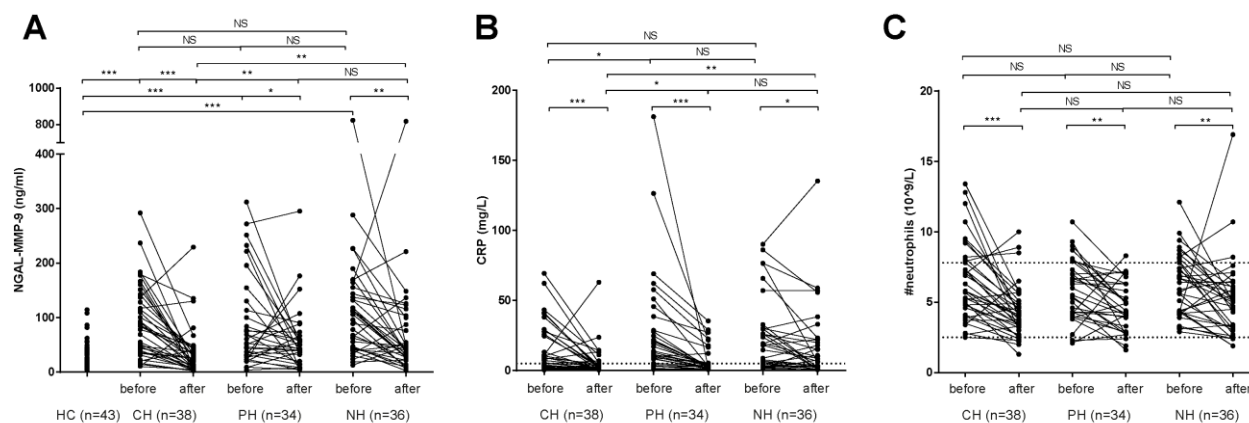 A
NS
NS NS
**
*** *** ** NS
*** * **
***
1000
800
400
300
200
100
0
NGAL-MMP-9 (ng/ml)
before after before after before after
HC (n=43) CH (n=38) PH (n=34) NH (n=36)
B
NS
* NS
**
* NS
*** *** *
200
150
100
50
0
CRP (mg/L)
before after before after before after
CH (n=38) PH (n=34) NH (n=36)
C
NS
NS NS
NS
NS NS
*** ** **
20
15
10
5
0
#neutrophils (10^9/L)
before after before after before after
CH (n=38) PH (n=34) NH (n=36)